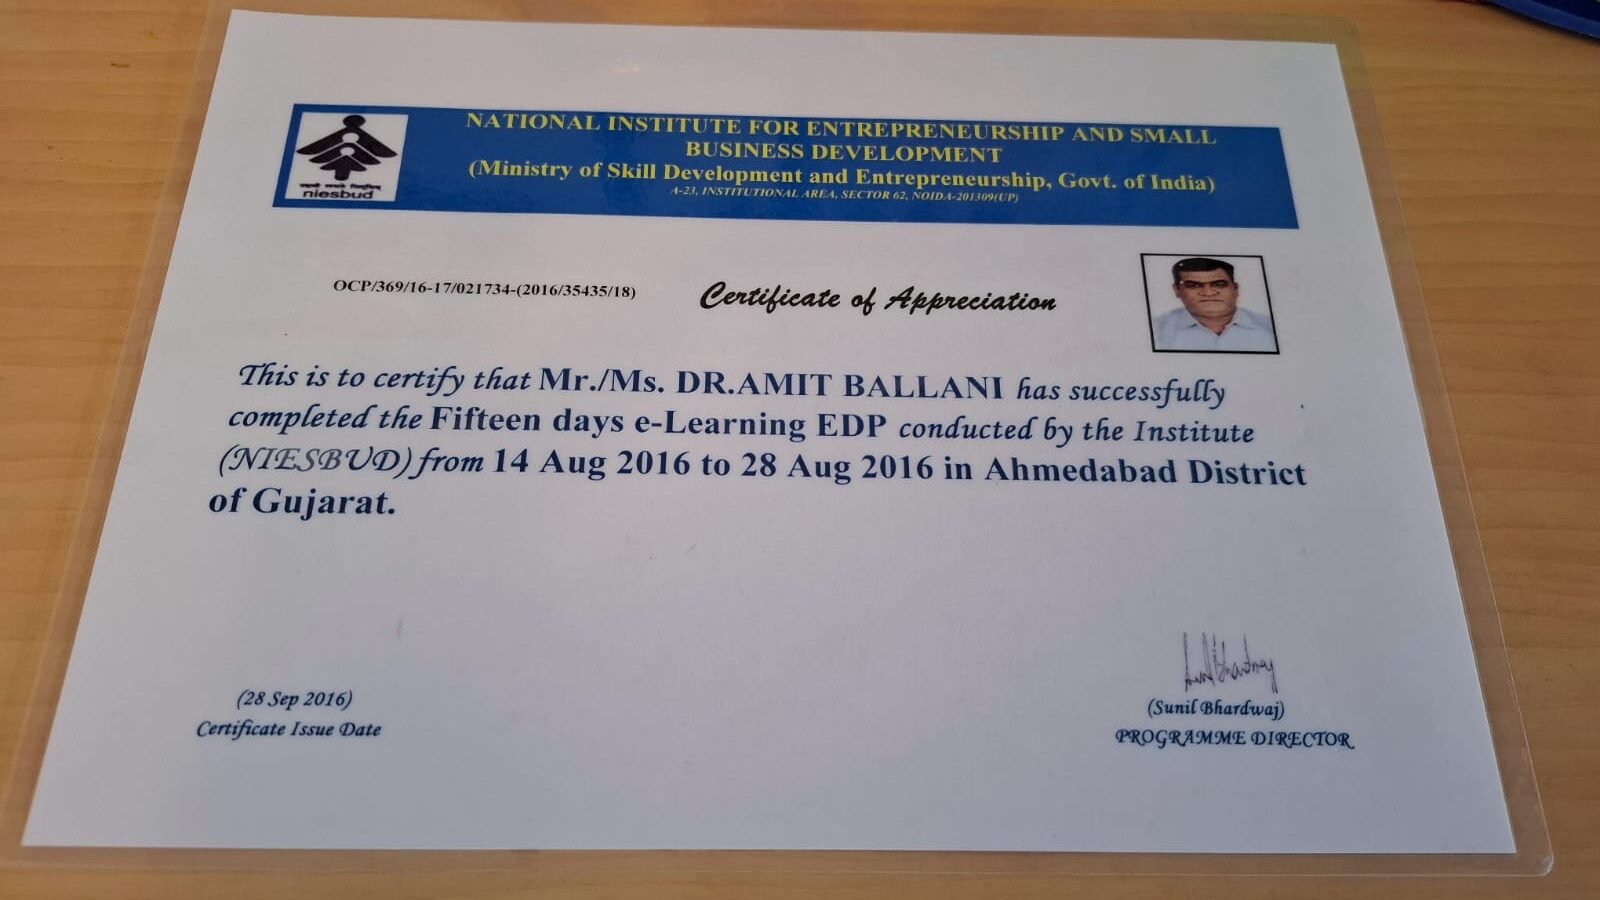 NATIONAL INSTITUTE FOR ENTREPRENEURSHIP AND SMALL
BUSINESS DEVELOPMENT
(Ministry of Skill Development and Entrepreneurship, Govt. of India)
A-23, INSTITUTIONAL AREA, SECTOR 62, NOIDA-201309(UP)
niesbud
OCP/369/16-17/021734-(2016/35435/18)
Certificate of Appreciation
This is to certify that Mr./Ms. DR.AMIT BALLANI has successfully
completed the Fifteen days e-Learning EDP conducted by the Institute
(NIESBUD) from 14 Aug 2016 to 28 Aug 2016 in Ahmedabad District
of Gujarat.
(28 Sep 2016)
Certificate Issue Date
Sunil Bhardwaj
(Sunil Bhardwaj)
PROGRAMME DIRECTOR